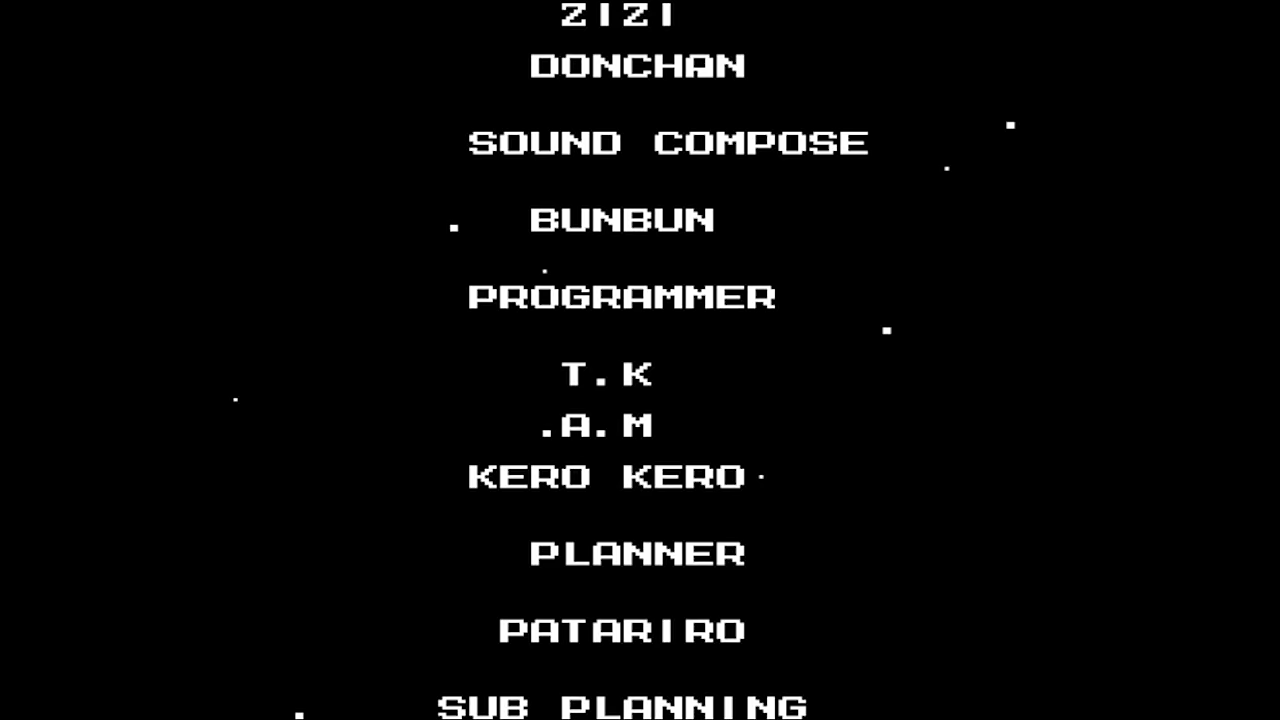 ZIZI
DONCHAN
SOUND COMPOSE
BUNBUN
PROGRAMMER
T.K
A.M
KERO KERO
PLANNER
PATARIRO
SUB PLANNING